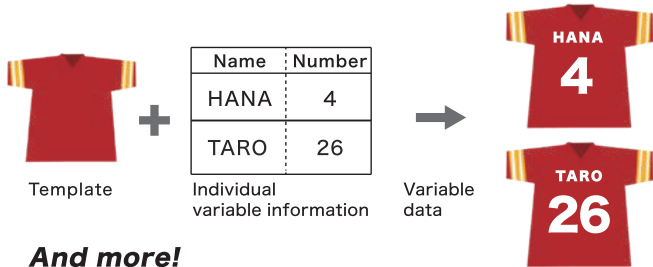 Template
Name Number
HANA 4
TARO 26
Individual
variable information
Variable
data
HANA
4
TARO
26
And more!